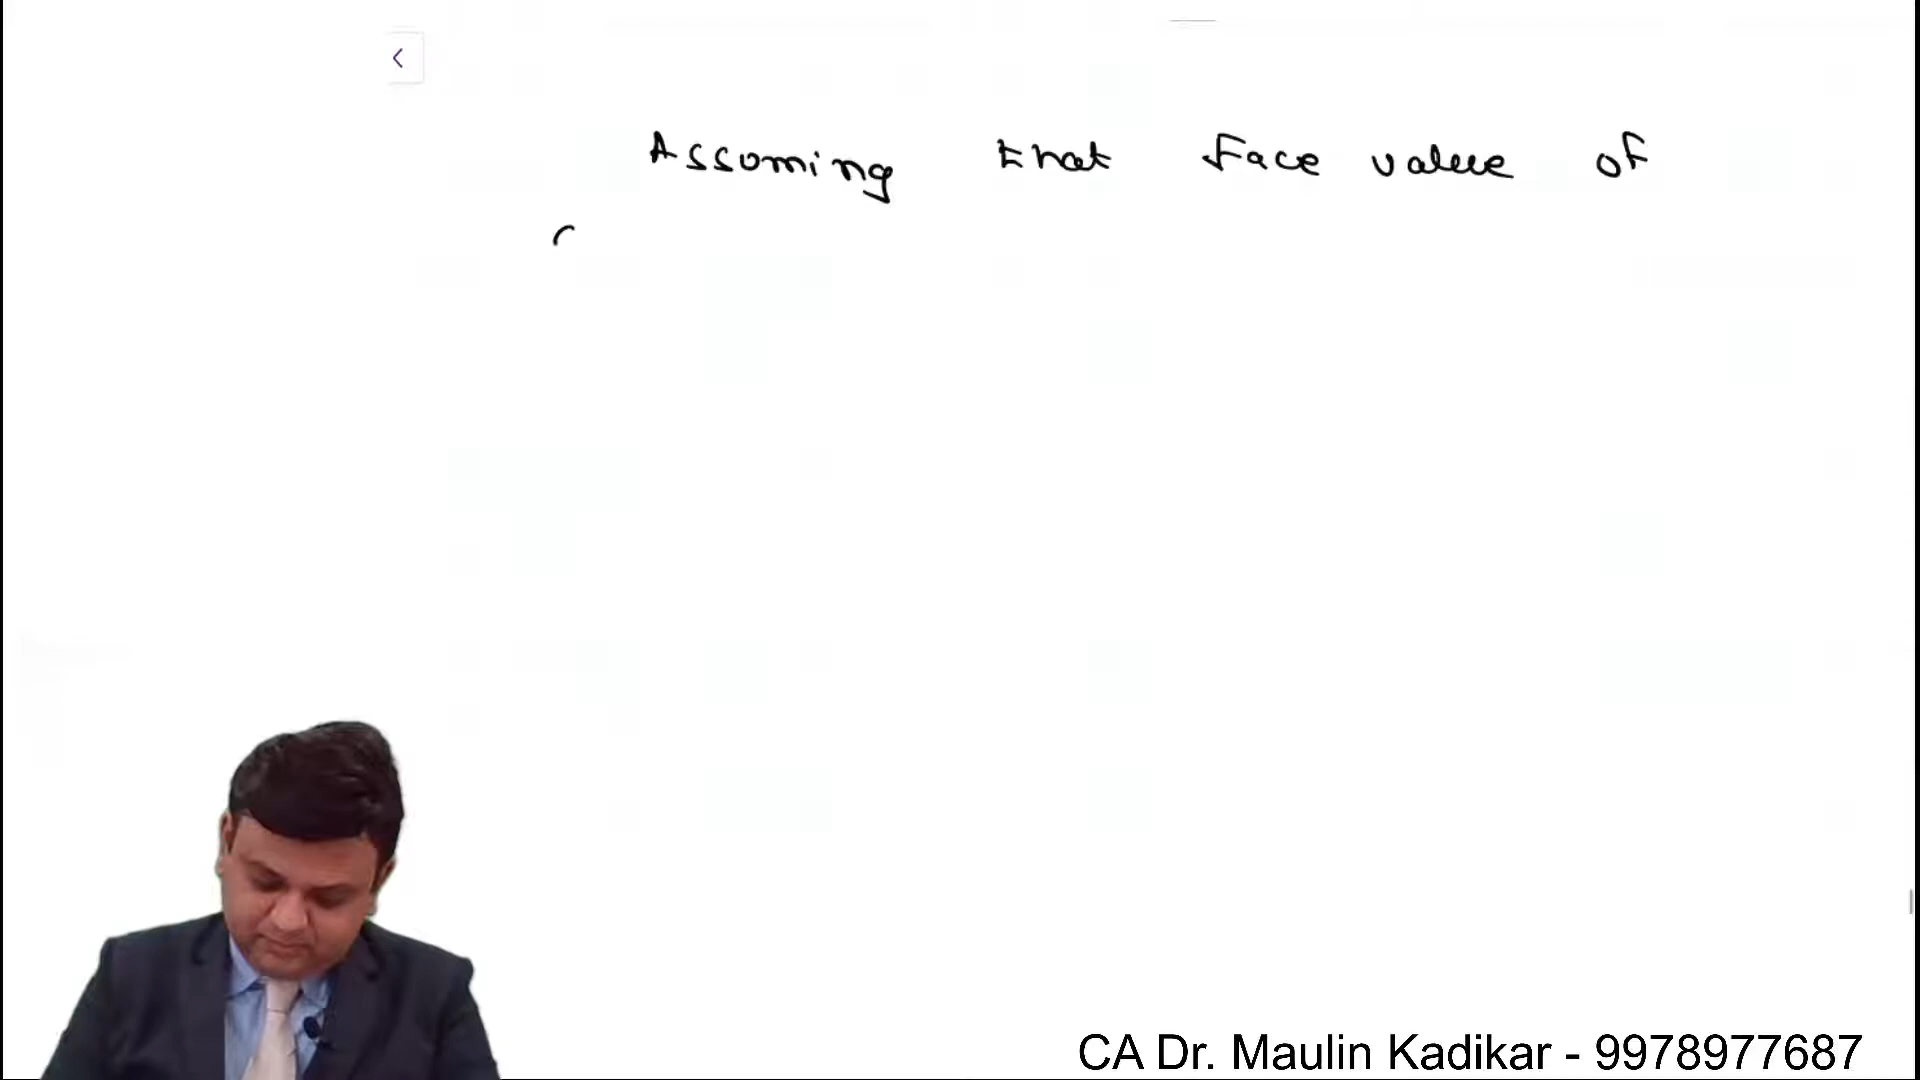 Assuming that face value of
CA Dr. Maulin Kadikar - 9978977687